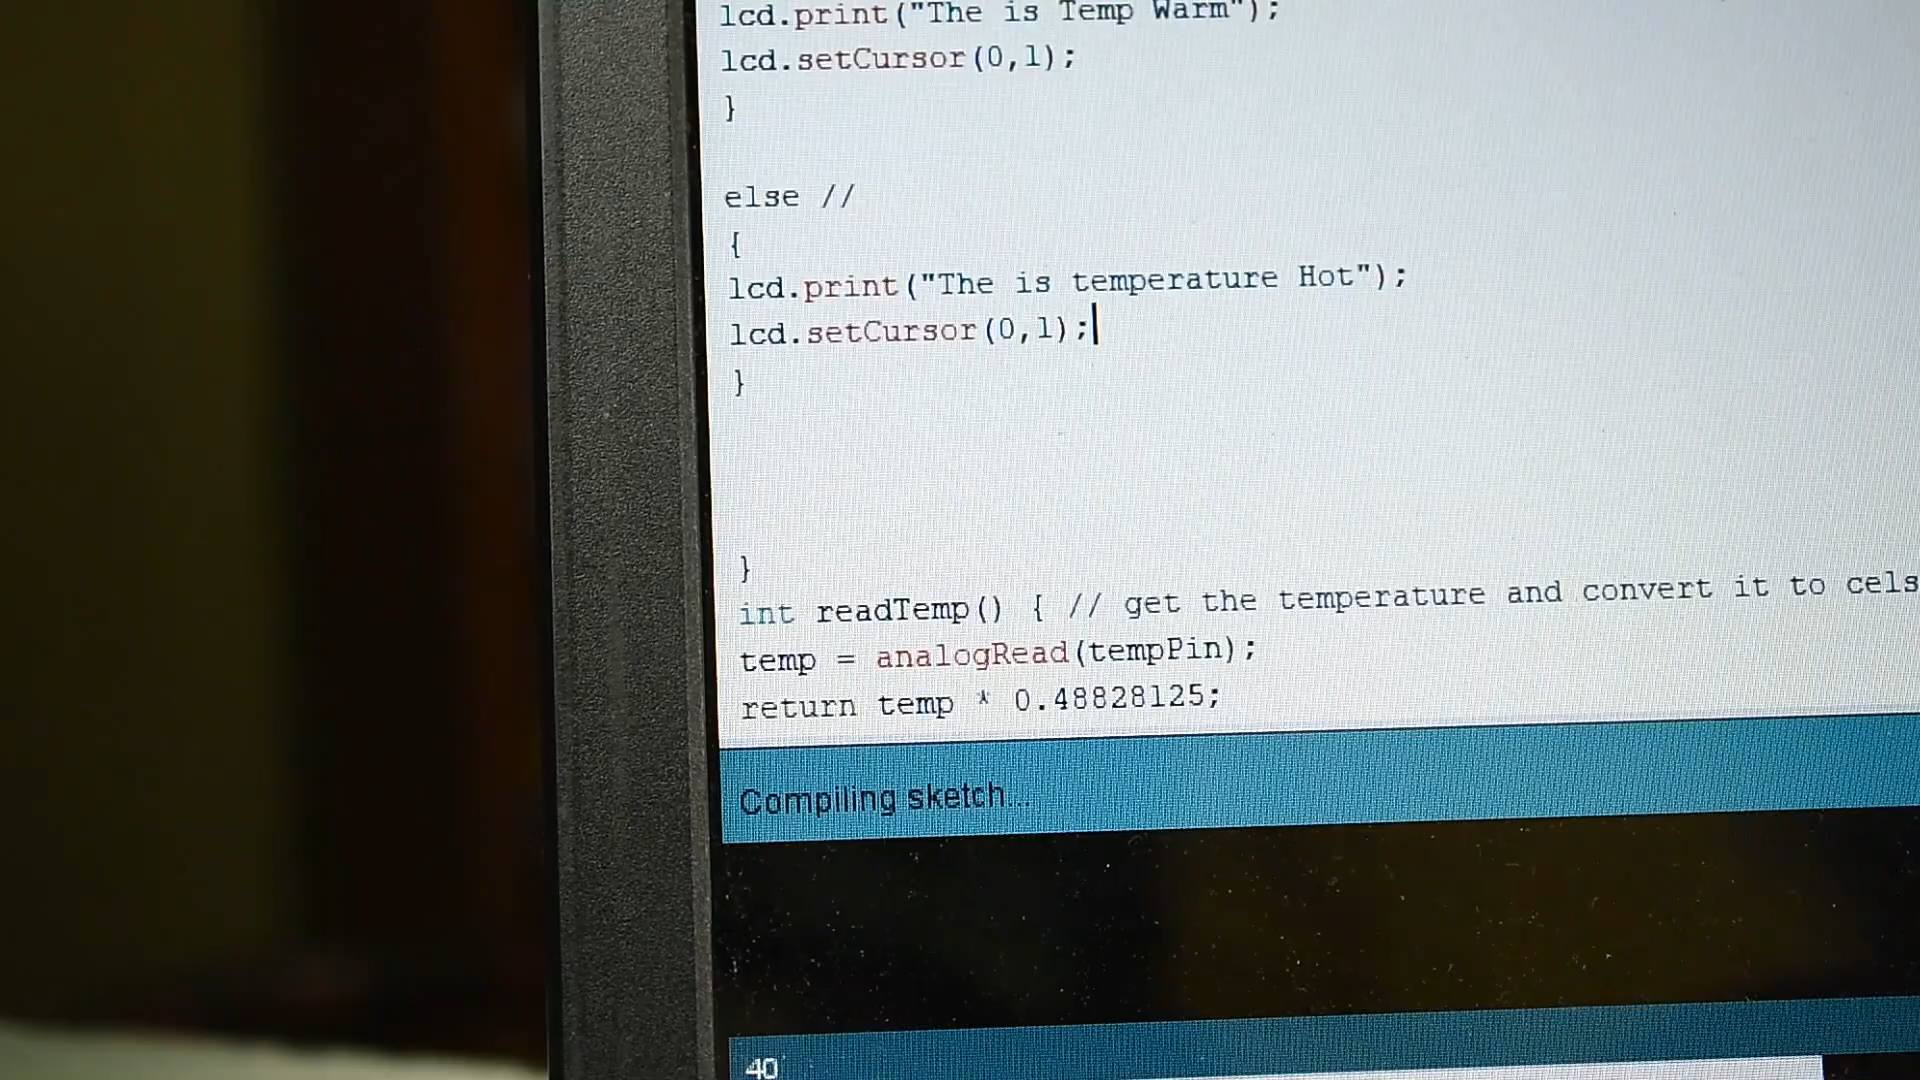 lcd.print("The is Temp Warm");
lcd.setCursor(0,1);
}
else //
{
lcd.print("The is temperature Hot");
lcd.setCursor(0,1);
}
}
int readTemp() { // get the temperature and convert it to cels
temp = analogRead(tempPin);
return temp * 0.48828125;
Compiling sketch...
40